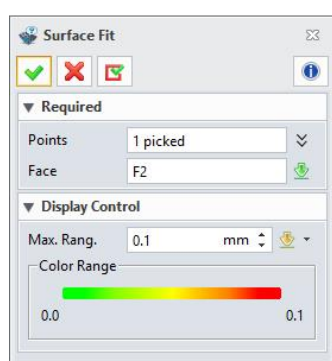 Surface Fit
Required
Points 1 picked
Face F2
Display Control
Max. Rang. 0.1 mm
Color Range
0.0 0.1